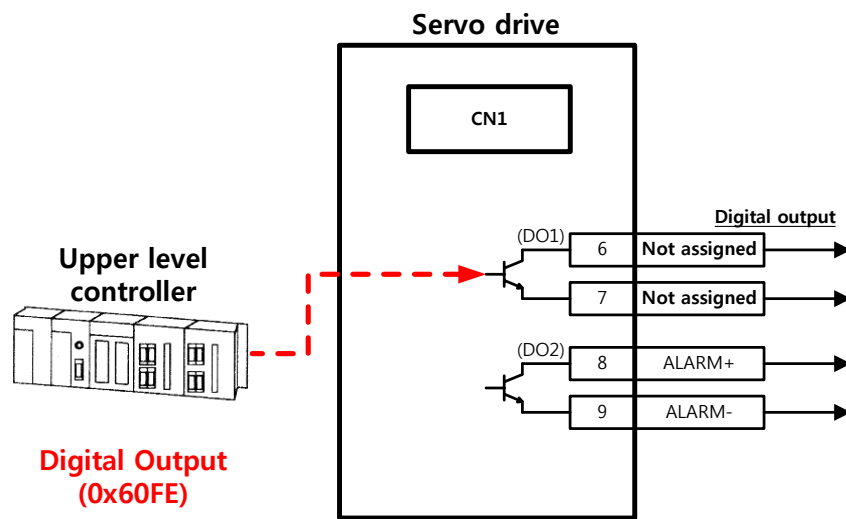 Servo drive
CN1
Digital output
(DO1)
6
Not assigned
7
Not assigned
Upper level
controller
(DO2)
8
ALARM+
9
ALARM-
Digital Output
(0x60FE)